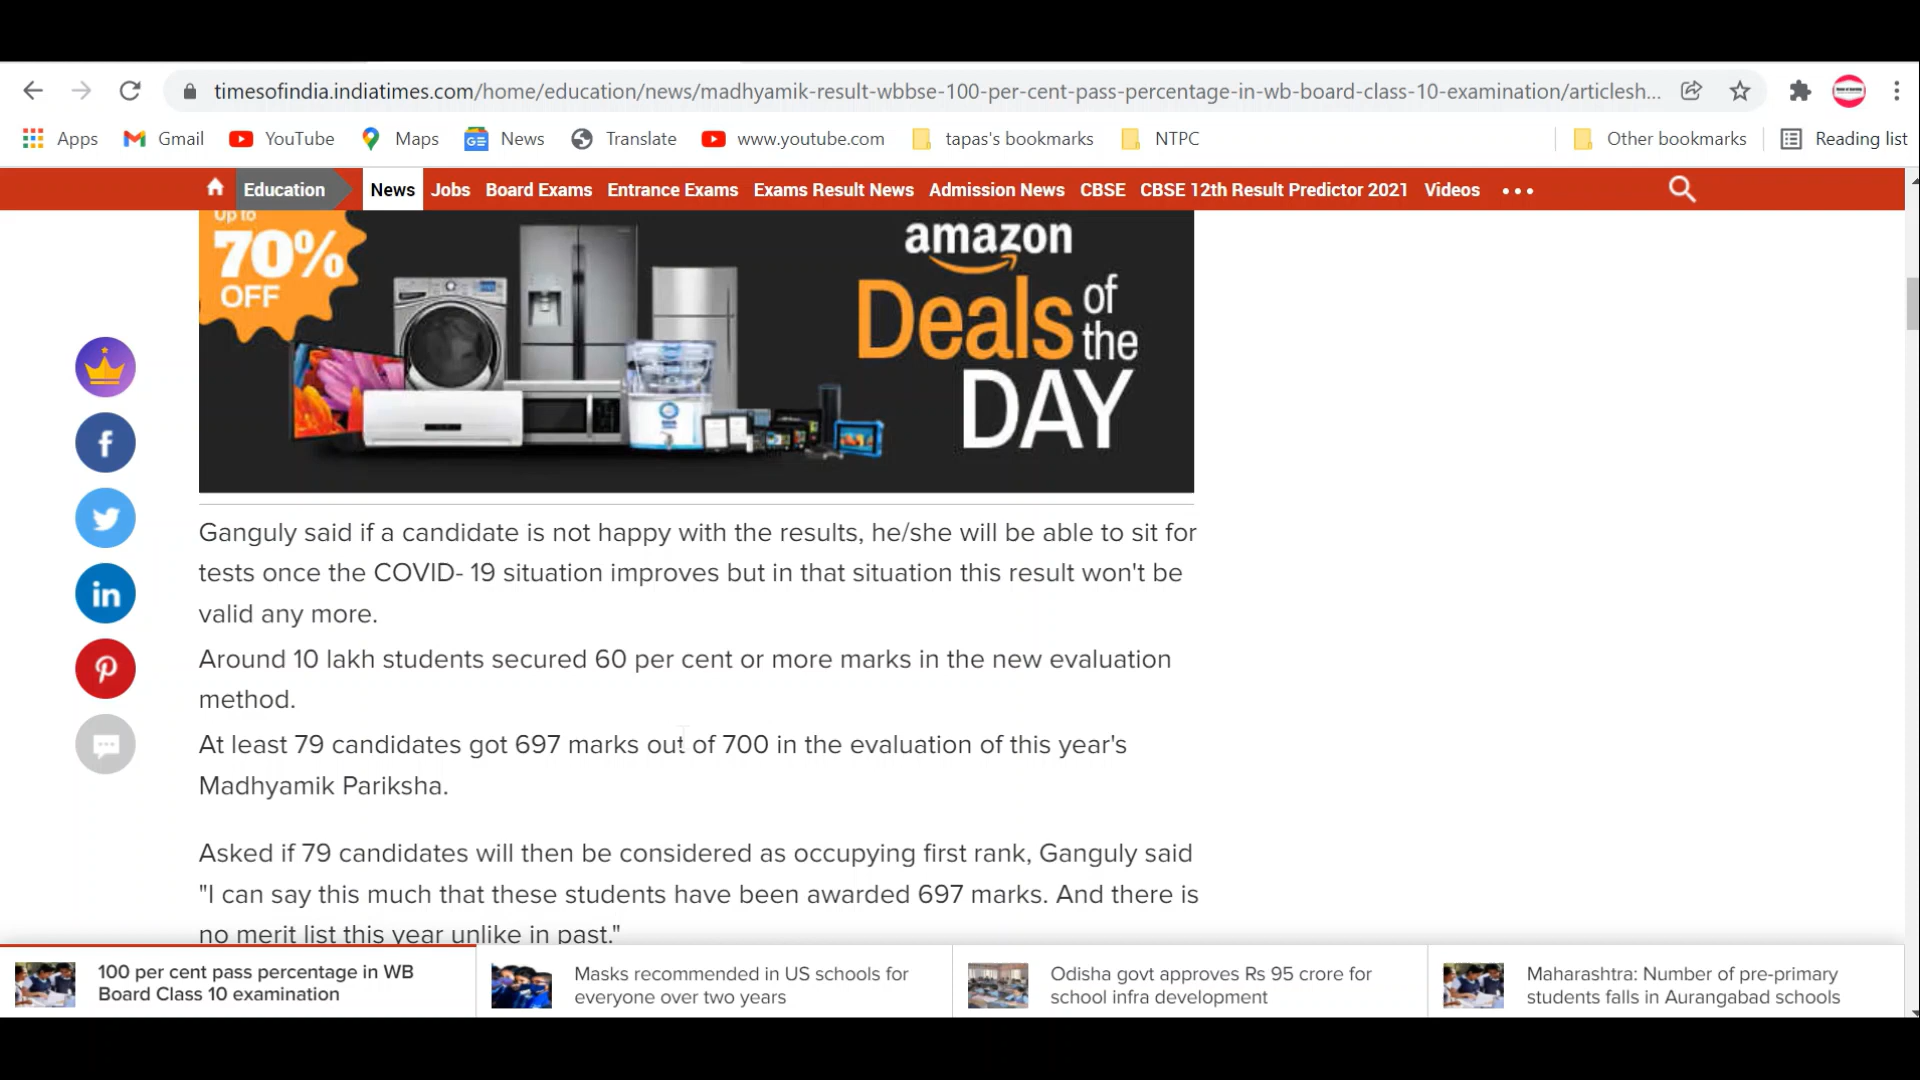 timesofindia.indiatimes.com/home/education/news/madhyamik-result-wbbse-100-per-cent-pass-percentage-in-wb-board-class-10-examination/articlesh...
Apps Gmail YouTube Maps News Translate www.youtube.com tapas's bookmarks NTPC Other bookmarks Reading list
Education News Jobs Board Exams Entrance Exams Exams Result News Admission News CBSE CBSE 12th Result Predictor 2021 Videos
Up to
70%
OFF
amazon
Deals of
the
DAY
Ganguly said if a candidate is not happy with the results, he/she will be able to sit for
tests once the COVID- 19 situation improves but in that situation this result won't be
valid any more.
Around 10 lakh students secured 60 per cent or more marks in the new evaluation
method.
At least 79 candidates got 697 marks out of 700 in the evaluation of this year's
Madhyamik Pariksha.
Asked if 79 candidates will then be considered as occupying first rank, Ganguly said
"I can say this much that these students have been awarded 697 marks. And there is
no merit list this year unlike in past."
100 per cent pass percentage in WB
Board Class 10 examination
Masks recommended in US schools for
everyone over two years
Odisha govt approves Rs 95 crore for
school infra development
Maharashtra: Number of pre-primary
students falls in Aurangabad schools